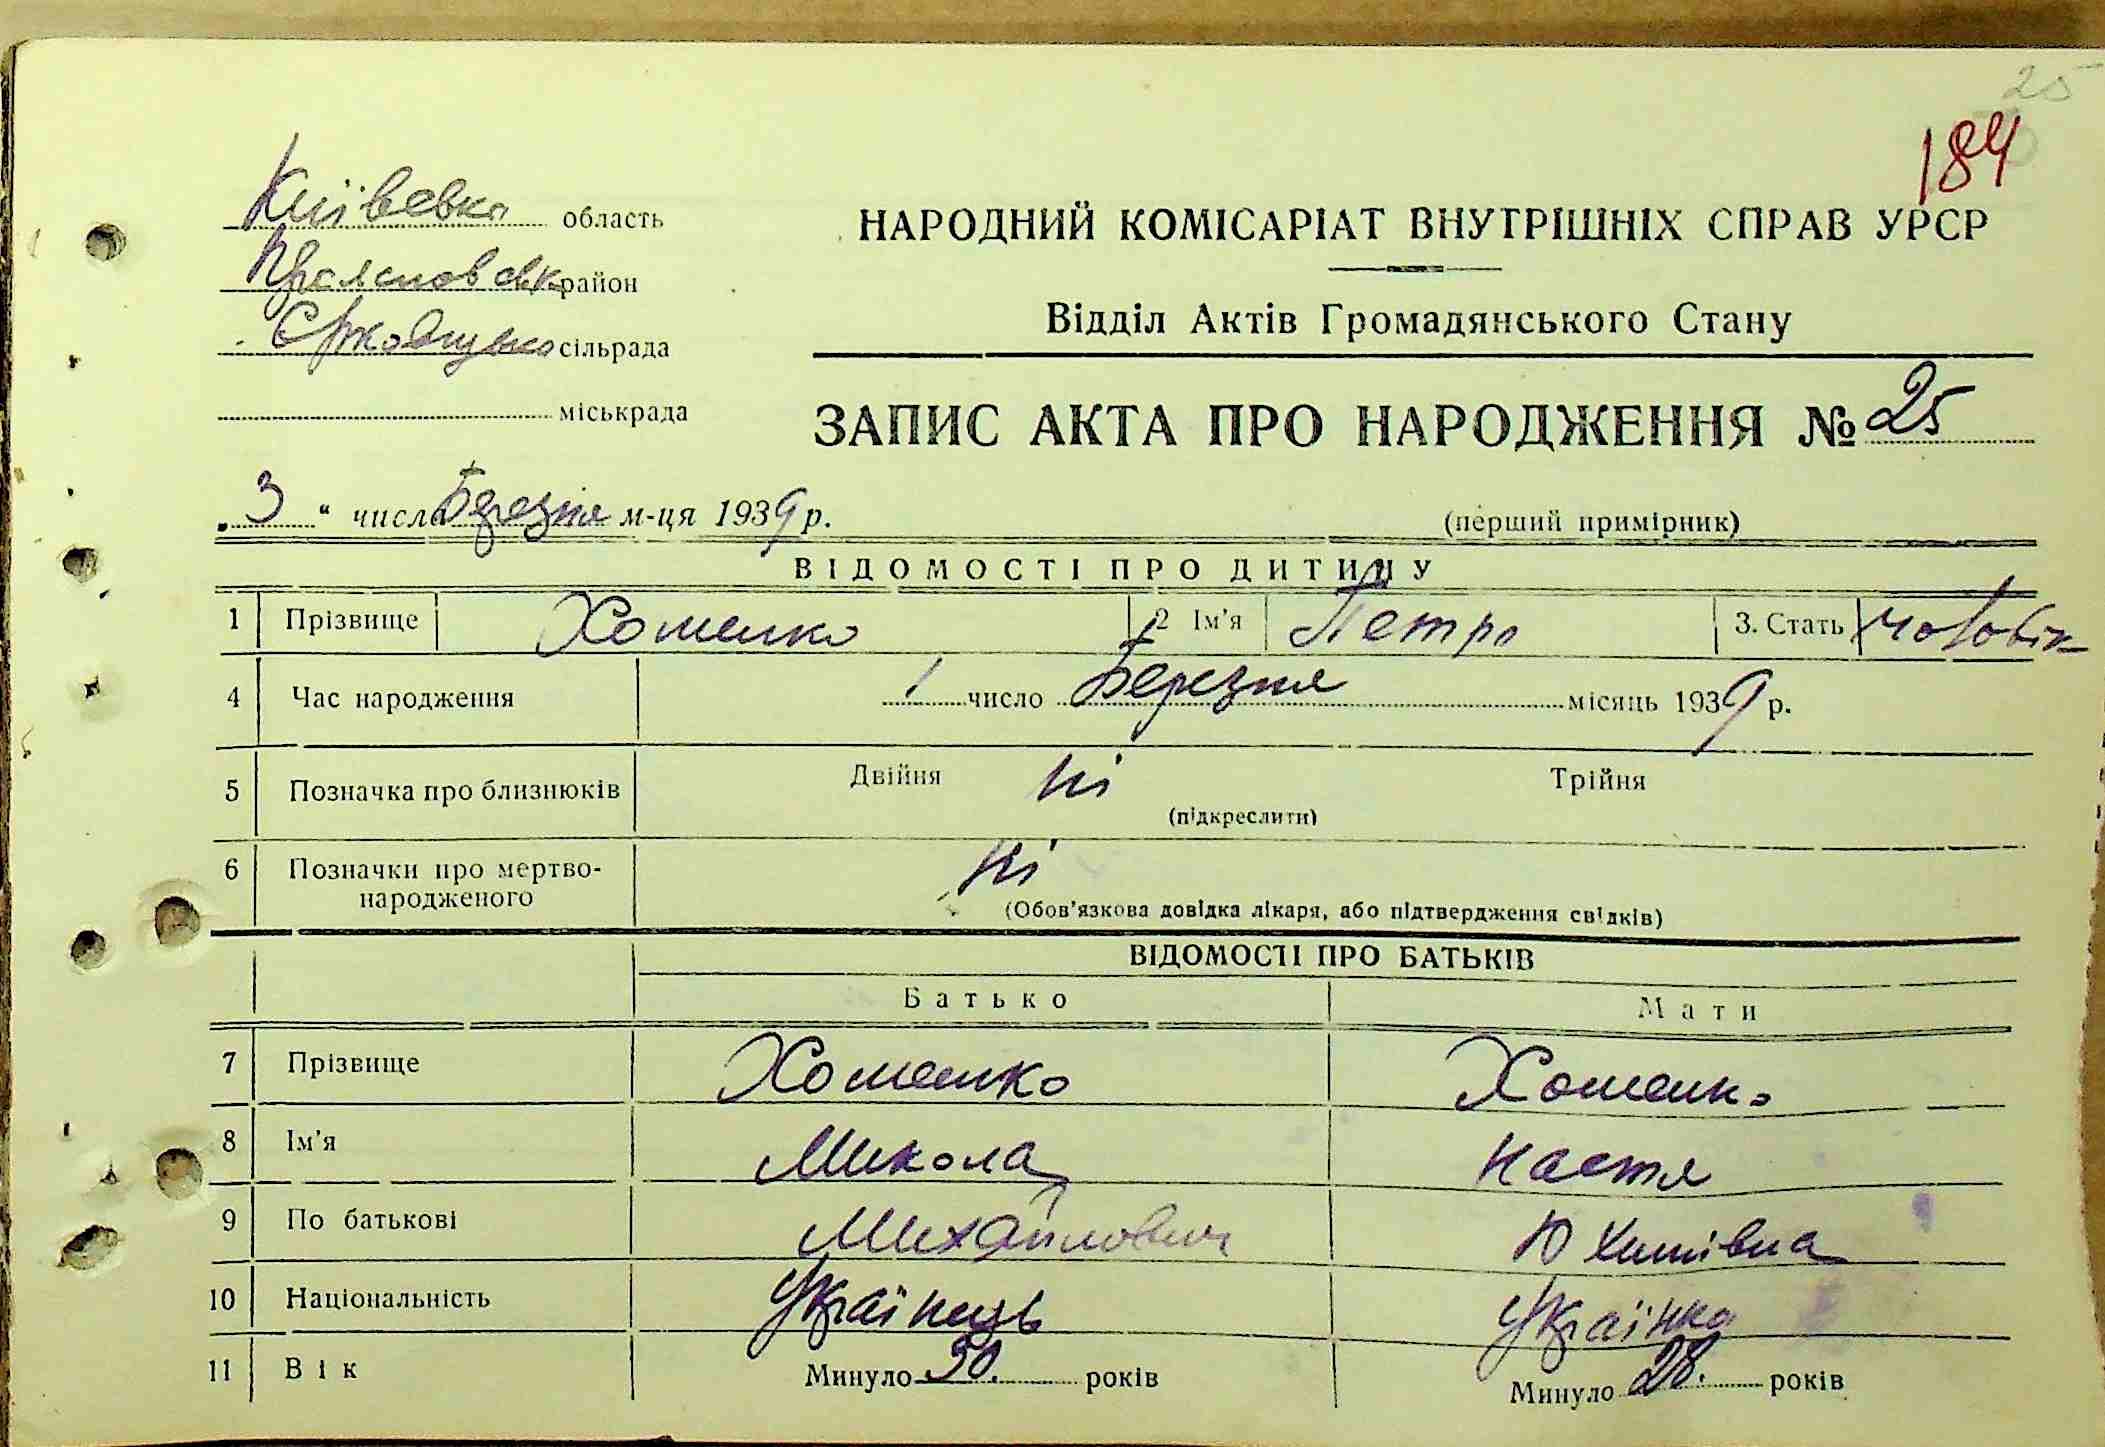 25
184
Київська область
НАРОДНИЙ КОМІСАРІАТ ВНУТРІШНІХ СПРАВ УРСР
район
Відділ Актів Громадянського Стану
сільрада
міськрада
ЗАПИС АКТА ПРО НАРОДЖЕННЯ № 25
„3" число Березня м-ця 1939 р.
(перший примірник)
ВІДОМОСТІ ПРО ДИТИНУ
1 Прізвище Хоменко 2 Ім'я Петро 3. Стать чоловік
4 Час народження 1 число Березня місяць 1939 р.
5 Позначка про близнюків Двійня Ні Трійня
(підкреслити)
6 Позначки про мертво-
народженого Ні
(Обов'язкова довідка лікаря, або підтвердження свідків)
ВІДОМОСТІ ПРО БАТЬКІВ
Батько Мати
7 Прізвище Хоменко Хоменко
8 Ім'я Микола Настя
9 По батькові Михайлович Юхимівна
10 Національність Українець Українка
11 Вік Минуло 30. років Минуло 28. років